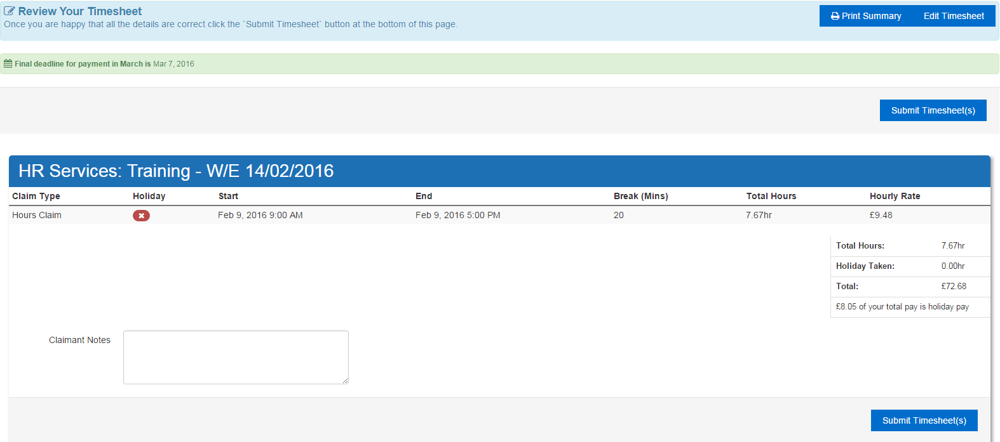 Review Your Timesheet
Once you are happy that all the details are correct click the `Submit Timesheet` button at the bottom of this page.
Print Summary Edit Timesheet
Final deadline for payment in March is Mar 7, 2016
Submit Timesheet(s)
HR Services: Training - W/E 14/02/2016
Claim Type Holiday Start End Break (Mins) Total Hours Hourly Rate
Hours Claim Feb 9, 2016 9:00 AM Feb 9, 2016 5:00 PM 20 7.67hr £9.48
Total Hours: 7.67hr
Holiday Taken: 0.00hr
Total: £72.68
£8.05 of your total pay is holiday pay
Claimant Notes
Submit Timesheet(s)